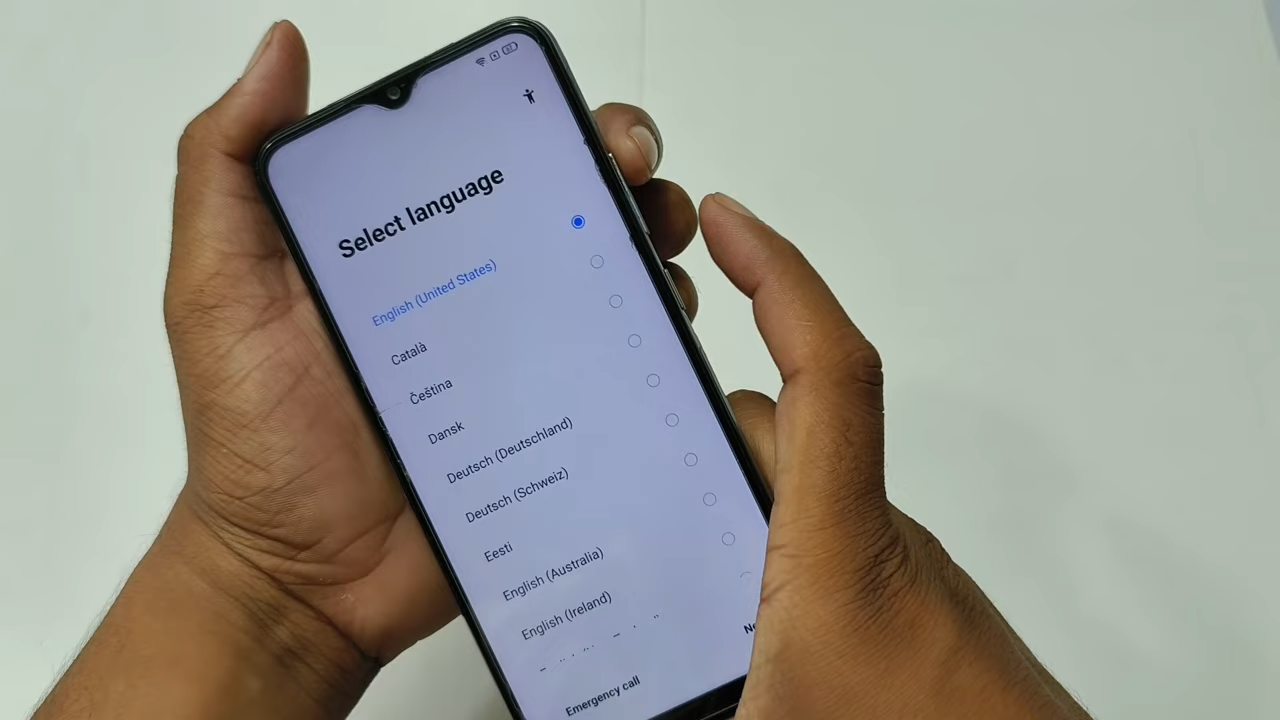 Select language
English (United States)
Català
Čeština
Dansk
Deutsch (Deutschland)
Deutsch (Schweiz)
Eesti
English (Australia)
English (Ireland)
Emergency call